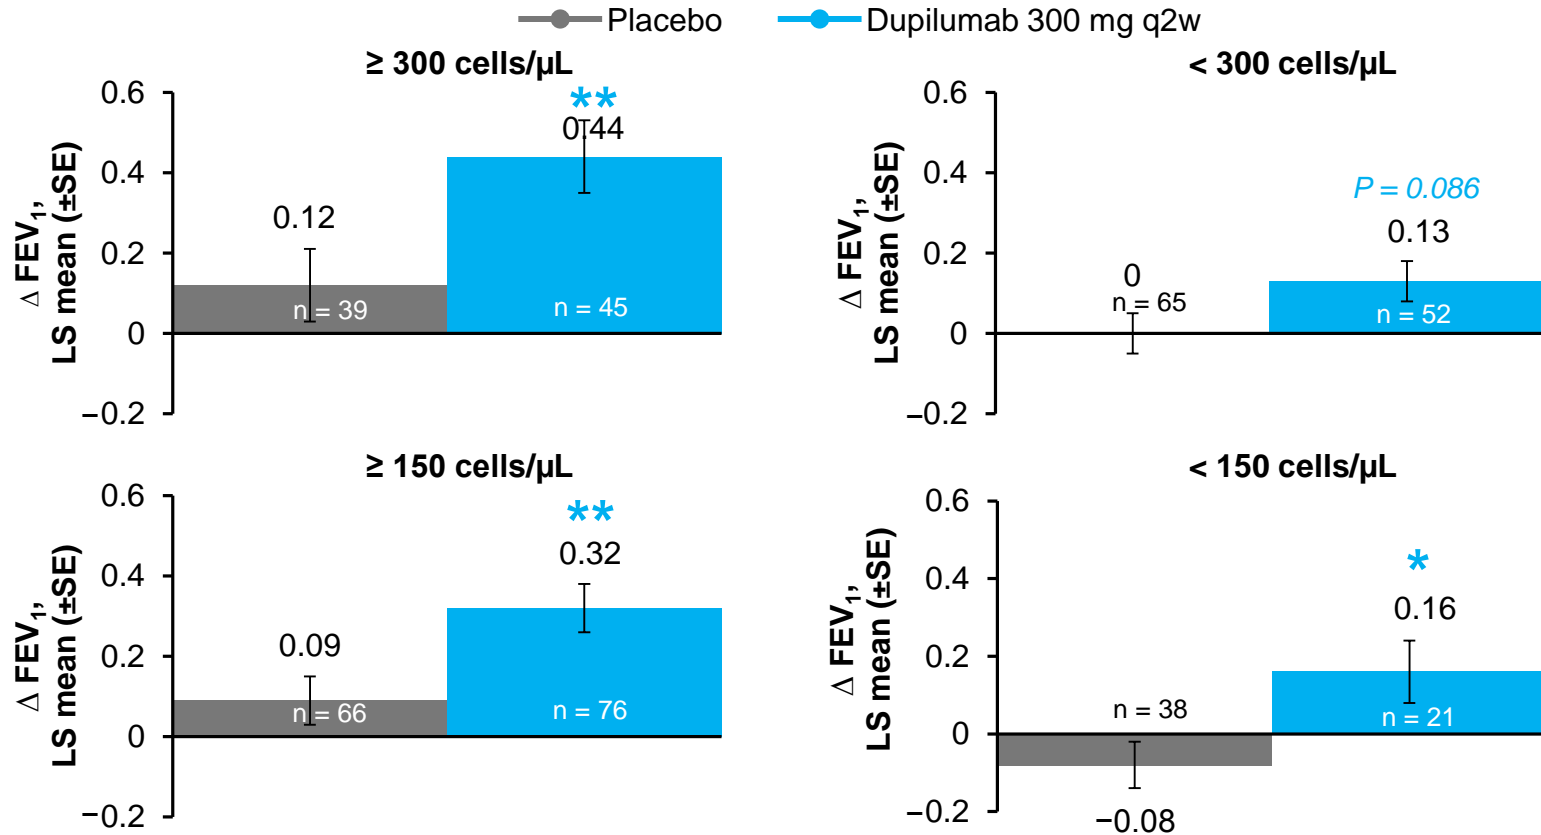 Placebo
Dupilumab 300 mg q2w
≥ 300 cells/µL
Δ FEV1,
LS mean (±SE)
0.6
0.4
0.2
0
−0.2
0.12
n = 39
**
0.44
n = 45
< 300 cells/µL
Δ FEV1,
LS mean (±SE)
0.6
0.4
0.2
0
−0.2
0
n = 65
P = 0.086
0.13
n = 52
≥ 150 cells/µL
Δ FEV1,
LS mean (±SE)
0.6
0.4
0.2
0
−0.2
0.09
n = 66
**
0.32
n = 76
< 150 cells/µL
Δ FEV1,
LS mean (±SE)
0.6
0.4
0.2
0
−0.2
n = 38
−0.08
*
0.16
n = 21